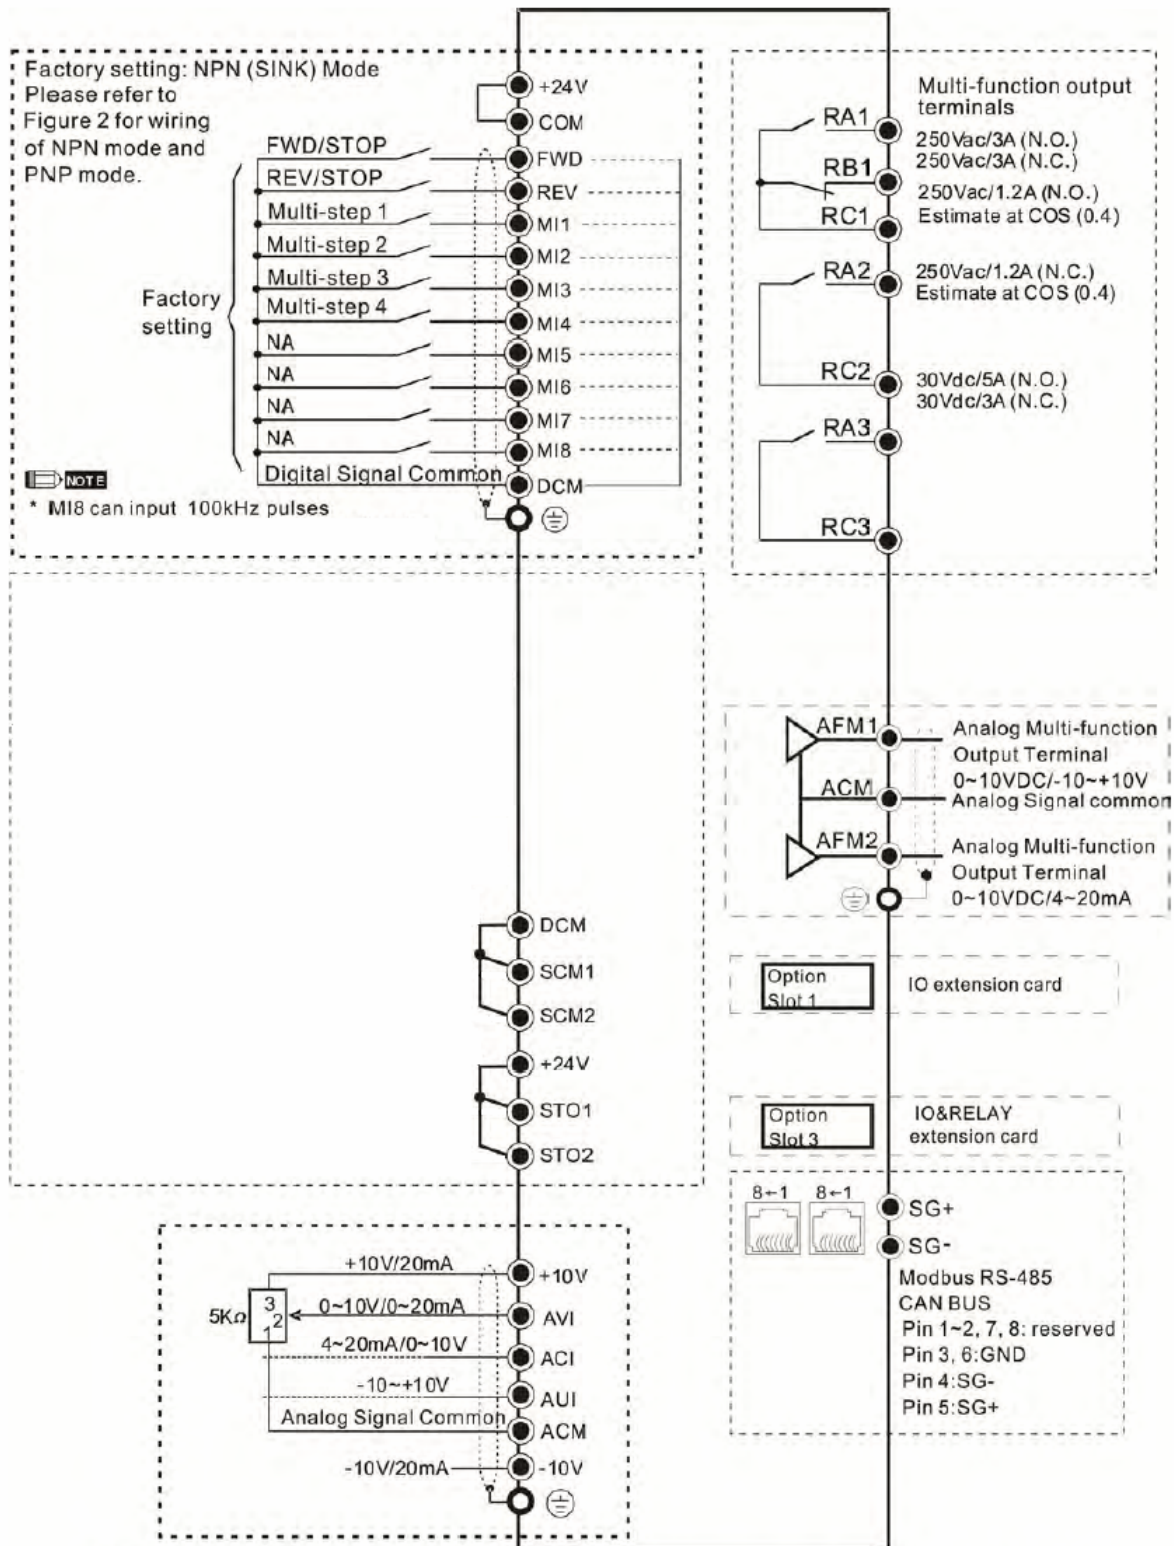 Factory setting: NPN (SINK) Mode
Please refer to
Figure 2 for wiring
of NPN mode and
PNP mode.
+24V
COM
FWD/STOP
FWD
REV/STOP
REV
Multi-step 1
MI1
Multi-step 2
MI2
Multi-step 3
MI3
Multi-step 4
MI4
NA
MI5
NA
MI6
NA
MI7
NA
MI8
Factory
setting
Digital Signal Common
DCM
NOTE
* MI8 can input 100kHz pulses
DCM
SCM1
SCM2
+24V
STO1
STO2
+10V/20mA
+10V
5KΩ
3
2
1
0~10V/0~20mA
AVI
4~20mA/0~10V
ACI
-10~+10V
AUI
Analog Signal Common
ACM
-10V/20mA
-10V
Multi-function output
terminals
RA1
250Vac/3A (N.O.)
250Vac/3A (N.C.)
RB1
250Vac/1.2A (N.O.)
Estimate at COS (0.4)
RC1
RA2
250Vac/1.2A (N.C.)
Estimate at COS (0.4)
RC2
30Vdc/5A (N.O.)
30Vdc/3A (N.C.)
RA3
RC3
AFM1
Analog Multi-function
Output Terminal
0~10VDC/-10~+10V
ACM
Analog Signal common
AFM2
Analog Multi-function
Output Terminal
0~10VDC/4~20mA
Option
Slot 1
IO extension card
Option
Slot 3
IO&RELAY
extension card
8←1
8←1
SG+
SG-
Modbus RS-485
CAN BUS
Pin 1~2, 7, 8: reserved
Pin 3, 6:GND
Pin 4:SG-
Pin 5:SG+